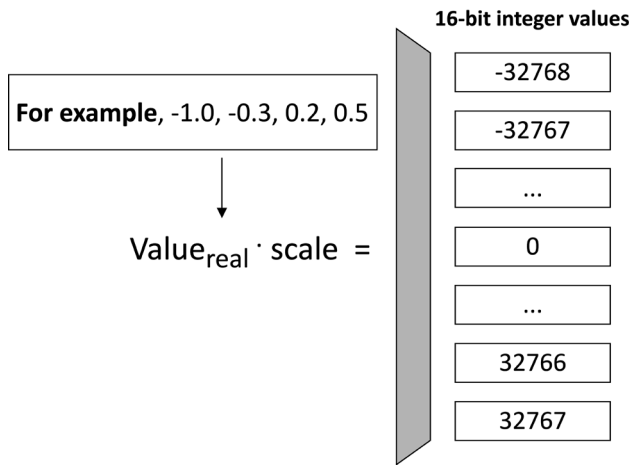 16-bit integer values
For example, -1.0, -0.3, 0.2, 0.5
Value_real · scale =
-32768
-32767
...
0
...
32766
32767